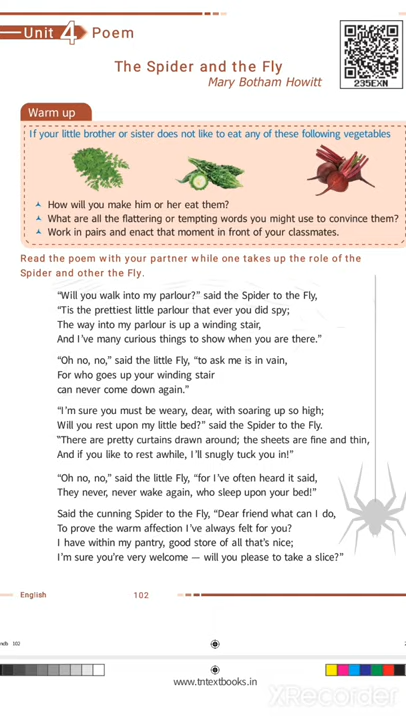 Unit 4 Poem
The Spider and the Fly
Mary Botham Howitt
235EXN
Warm up
If your little brother or sister does not like to eat any of these following vegetables
How will you make him or her eat them?
What are all the flattering or tempting words you might use to convince them?
Work in pairs and enact that moment in front of your classmates.
Read the poem with your partner while one takes up the role of the
Spider and other the Fly.
“Will you walk into my parlour?” said the Spider to the Fly,
“Tis the prettiest little parlour that ever you did spy;
The way into my parlour is up a winding stair,
And I’ve many curious things to show when you are there.”
“Oh no, no,” said the little Fly, “to ask me is in vain,
For who goes up your winding stair
can never come down again.”
“I’m sure you must be weary, dear, with soaring up so high;
Will you rest upon my little bed?” said the Spider to the Fly.
“There are pretty curtains drawn around; the sheets are fine and thin,
And if you like to rest awhile, I’ll snugly tuck you in!”
“Oh no, no,” said the little Fly, “for I’ve often heard it said,
They never, never wake again, who sleep upon your bed!”
Said the cunning Spider to the Fly, “Dear friend what can I do,
To prove the warm affection I’ve always felt for you?
I have within my pantry, good store of all that’s nice;
I’m sure you’re very welcome — will you please to take a slice?”
English 102
102
www.tntextbooks.in
XRecorder